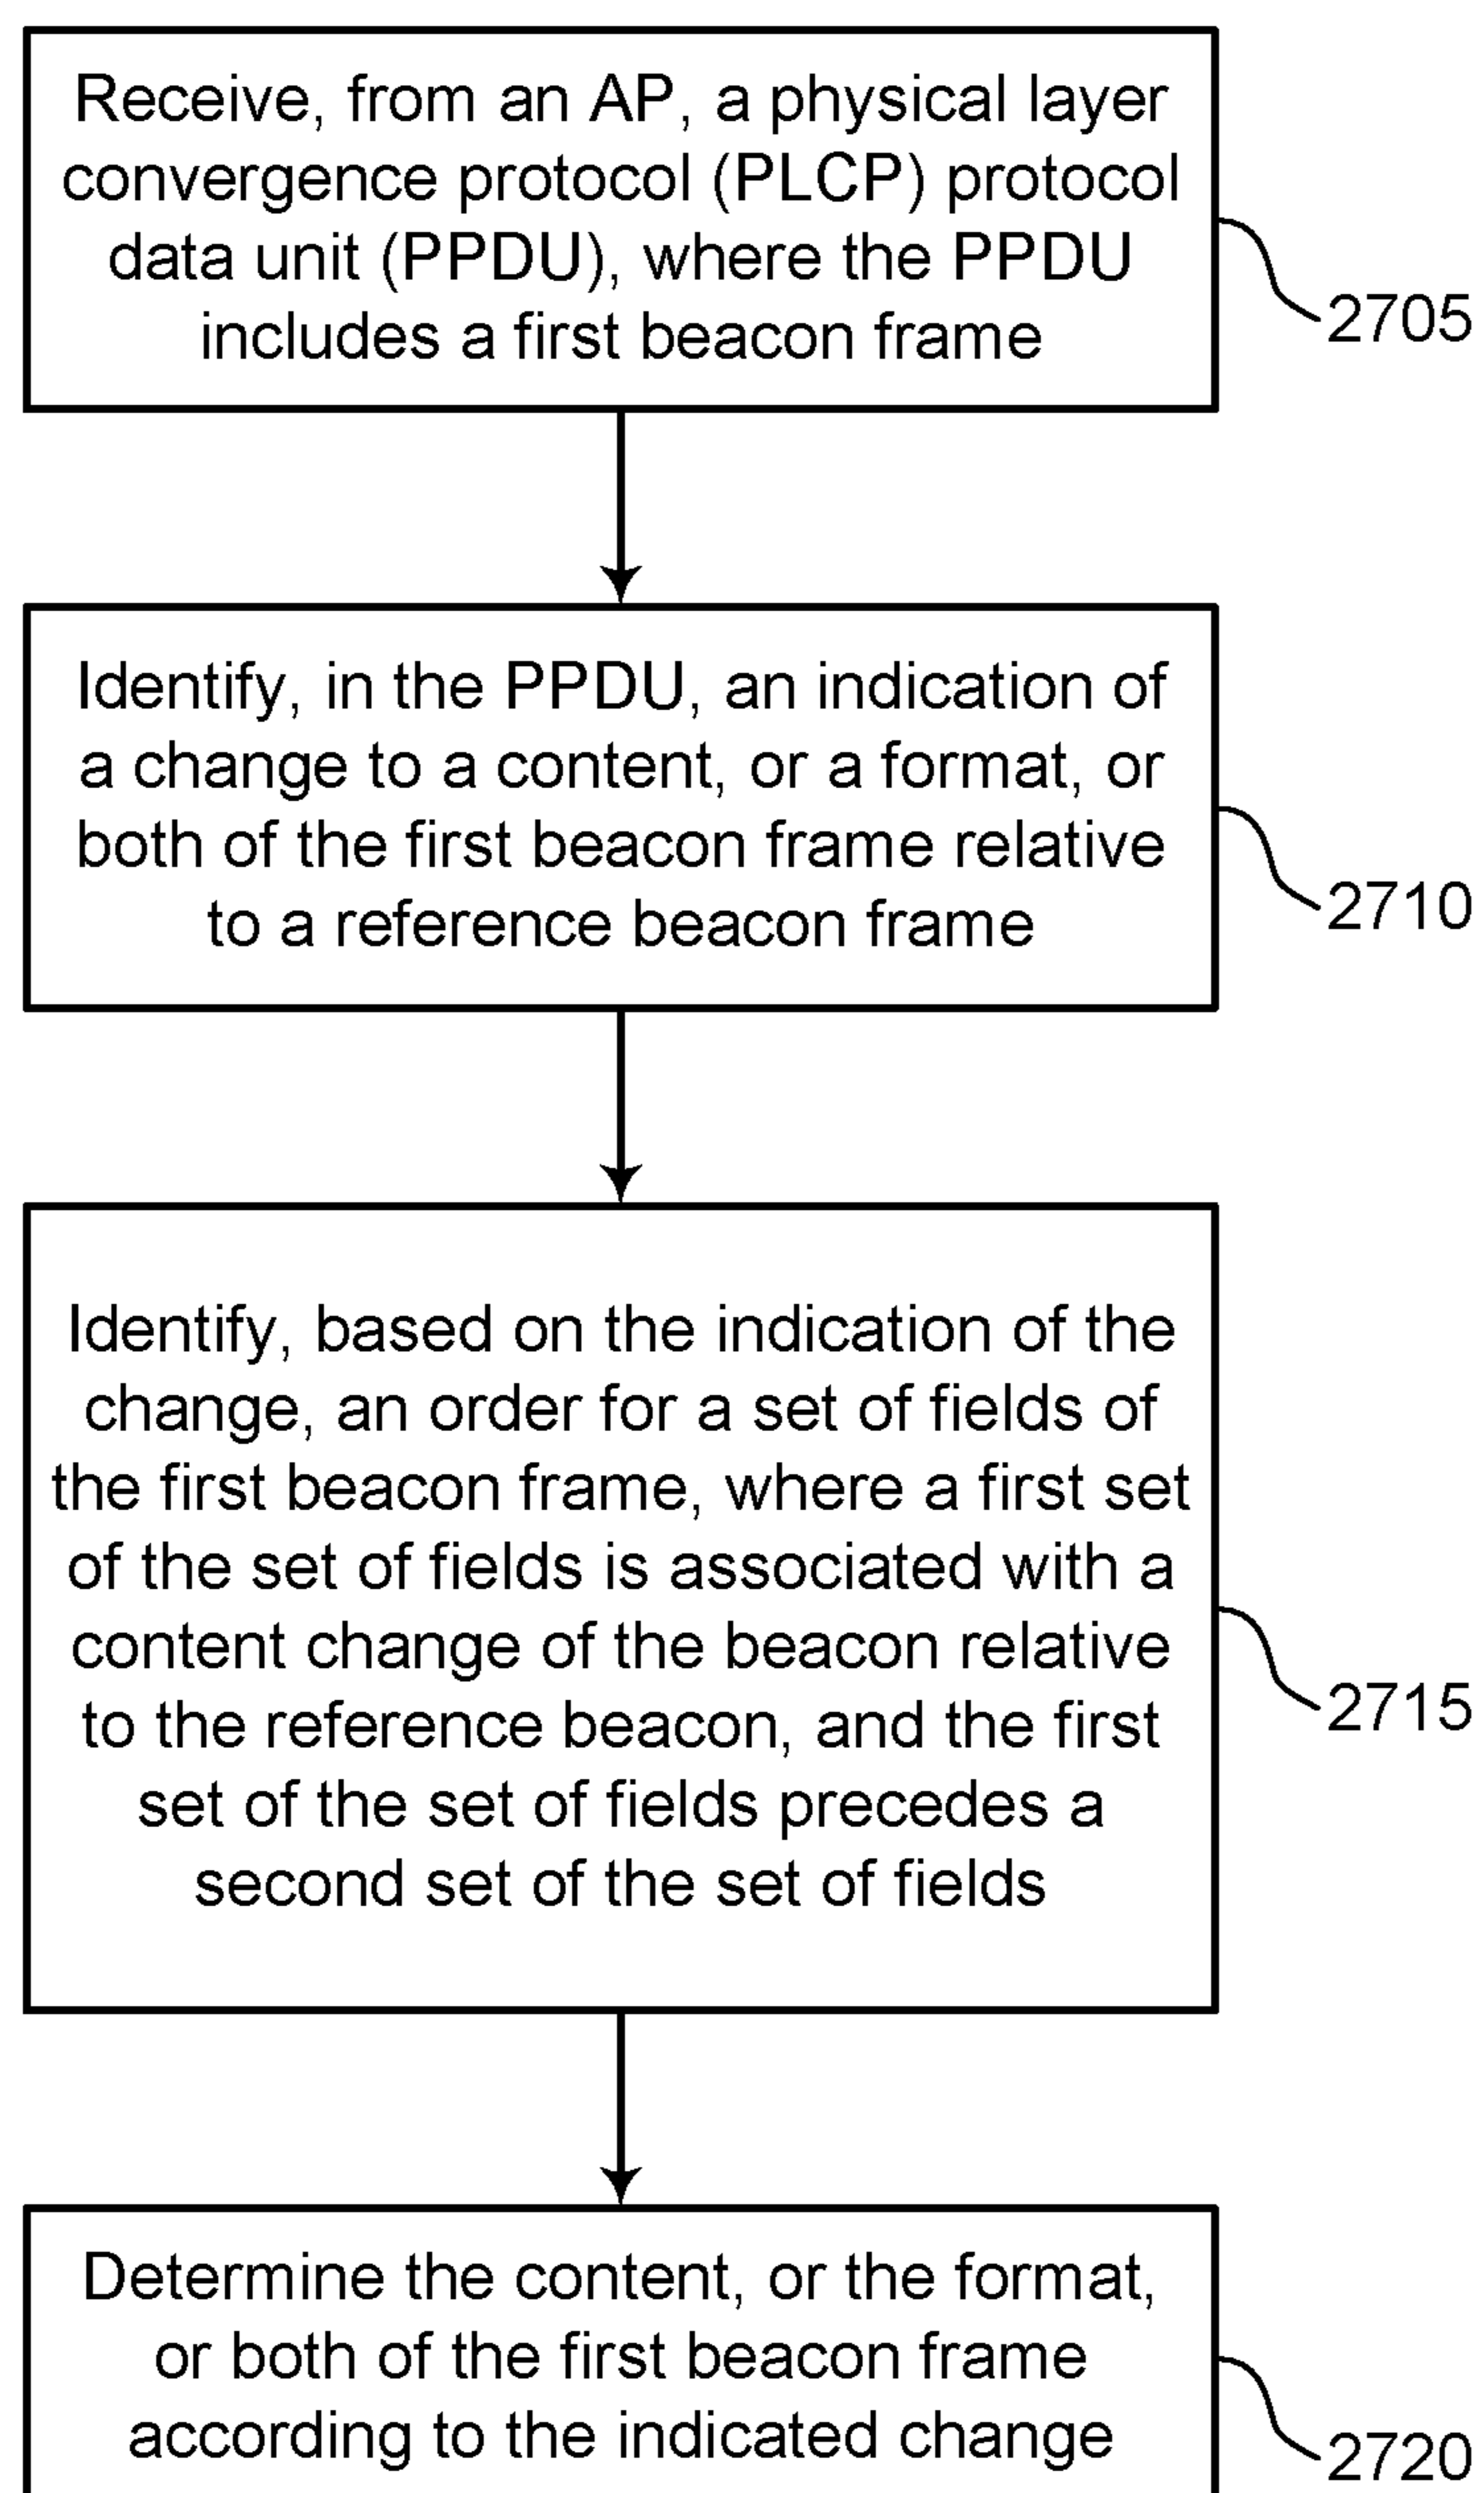 Receive, from an AP, a physical layer
convergence protocol (PLCP) protocol
data unit (PPDU), where the PPDU
includes a first beacon frame
2705
Identify, in the PPDU, an indication of
a change to a content, or a format, or
both of the first beacon frame relative
to a reference beacon frame
2710
Identify, based on the indication of the
change, an order for a set of fields of
the first beacon frame, where a first set
of the set of fields is associated with a
content change of the beacon relative
to the reference beacon, and the first
set of the set of fields precedes a
second set of the set of fields
2715
Determine the content, or the format,
or both of the first beacon frame
according to the indicated change
2720